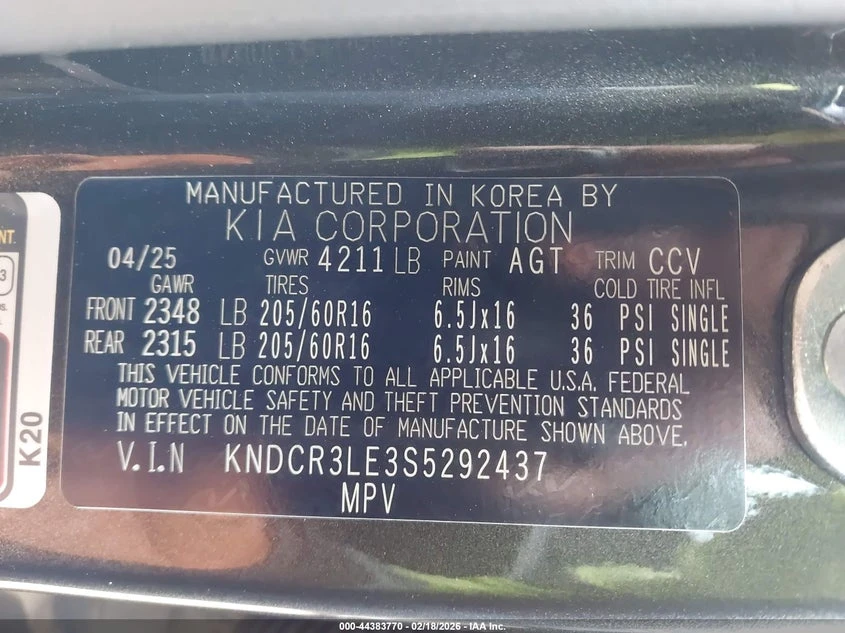 MANUFACTURED IN KOREA BY
KIA CORPORATION
04/25 GVWR 4211 LB PAINT AGT TRIM CCV
GAWR TIRES RIMS COLD TIRE INFL
FRONT 2348 LB 205/60R16 6.5Jx16 36 PSI SINGLE
REAR 2315 LB 205/60R16 6.5Jx16 36 PSI SINGLE
THIS VEHICLE CONFORMS TO ALL APPLICABLE U.S.A. FEDERAL
MOTOR VEHICLE SAFETY AND THEFT PREVENTION STANDARDS
IN EFFECT ON THE DATE OF MANUFACTURE SHOWN ABOVE.
V.I.N KNDCR3LE3S5292437
MPV
NT.
3
K20
000-44383770 - 02/18/2026 - IAA Inc.